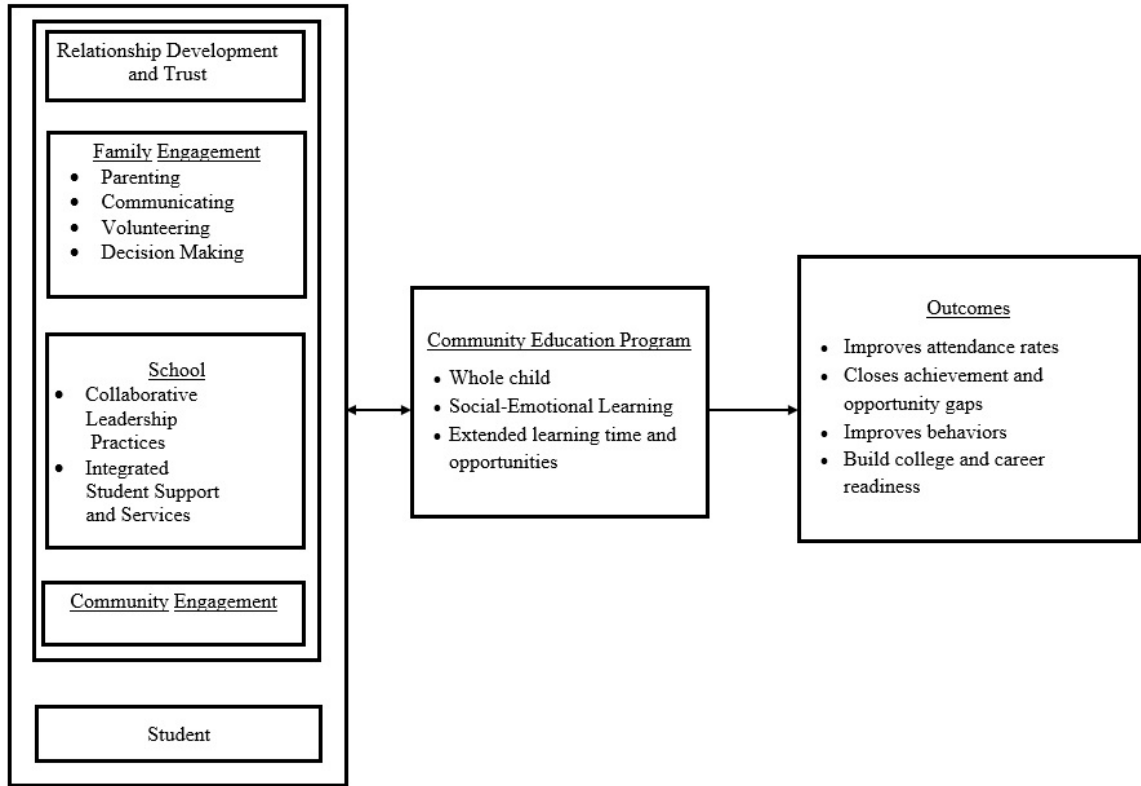 Relationship Development
and Trust
Family Engagement
• Parenting
• Communicating
• Volunteering
• Decision Making
School
• Collaborative
Leadership
Practices
• Integrated
Student Support
and Services
Community Engagement
Student
Community Education Program
• Whole child
• Social-Emotional Learning
• Extended learning time and
opportunities
Outcomes
• Improves attendance rates
• Closes achievement and
opportunity gaps
• Improves behaviors
• Build college and career
readiness